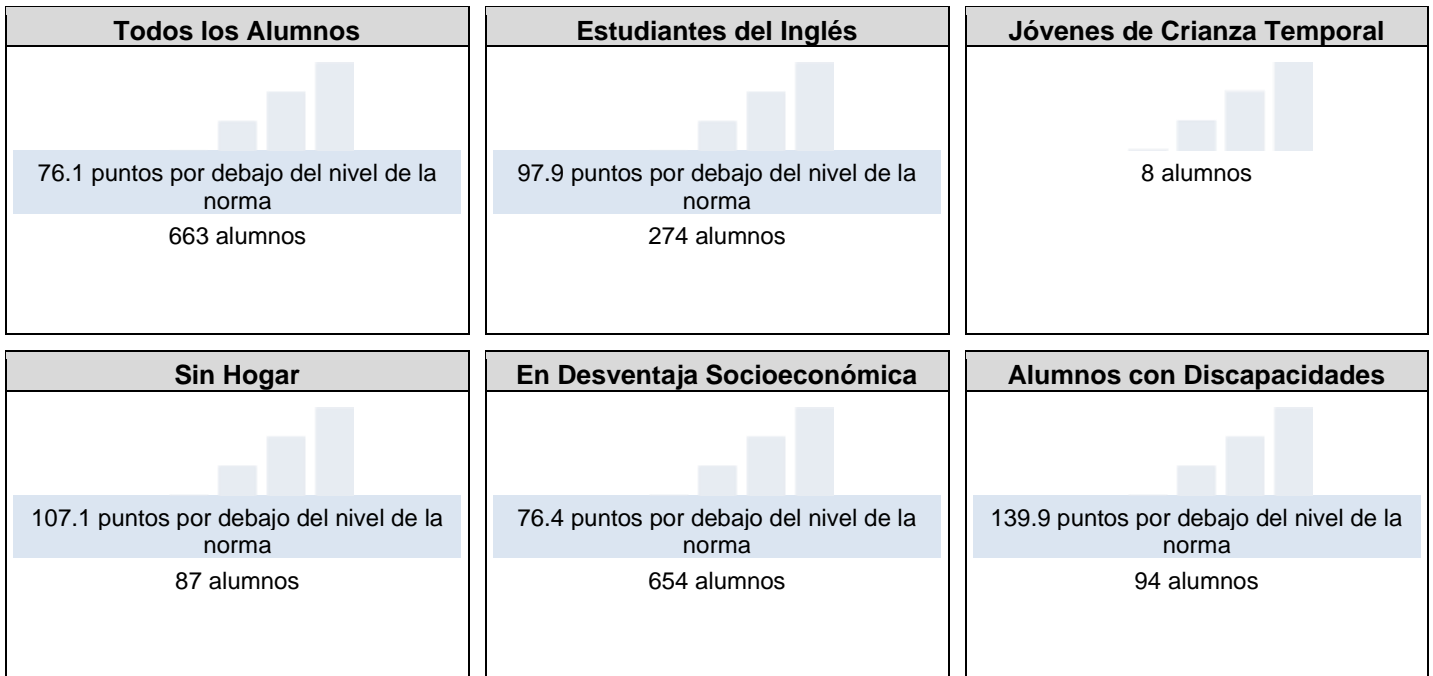 Todos los Alumnos
76.1 puntos por debajo del nivel de la
norma
663 alumnos
Estudiantes del Inglés
97.9 puntos por debajo del nivel de la
norma
274 alumnos
Jóvenes de Crianza Temporal
8 alumnos
Sin Hogar
107.1 puntos por debajo del nivel de la
norma
87 alumnos
En Desventaja Socioeconómica
76.4 puntos por debajo del nivel de la
norma
654 alumnos
Alumnos con Discapacidades
139.9 puntos por debajo del nivel de la
norma
94 alumnos